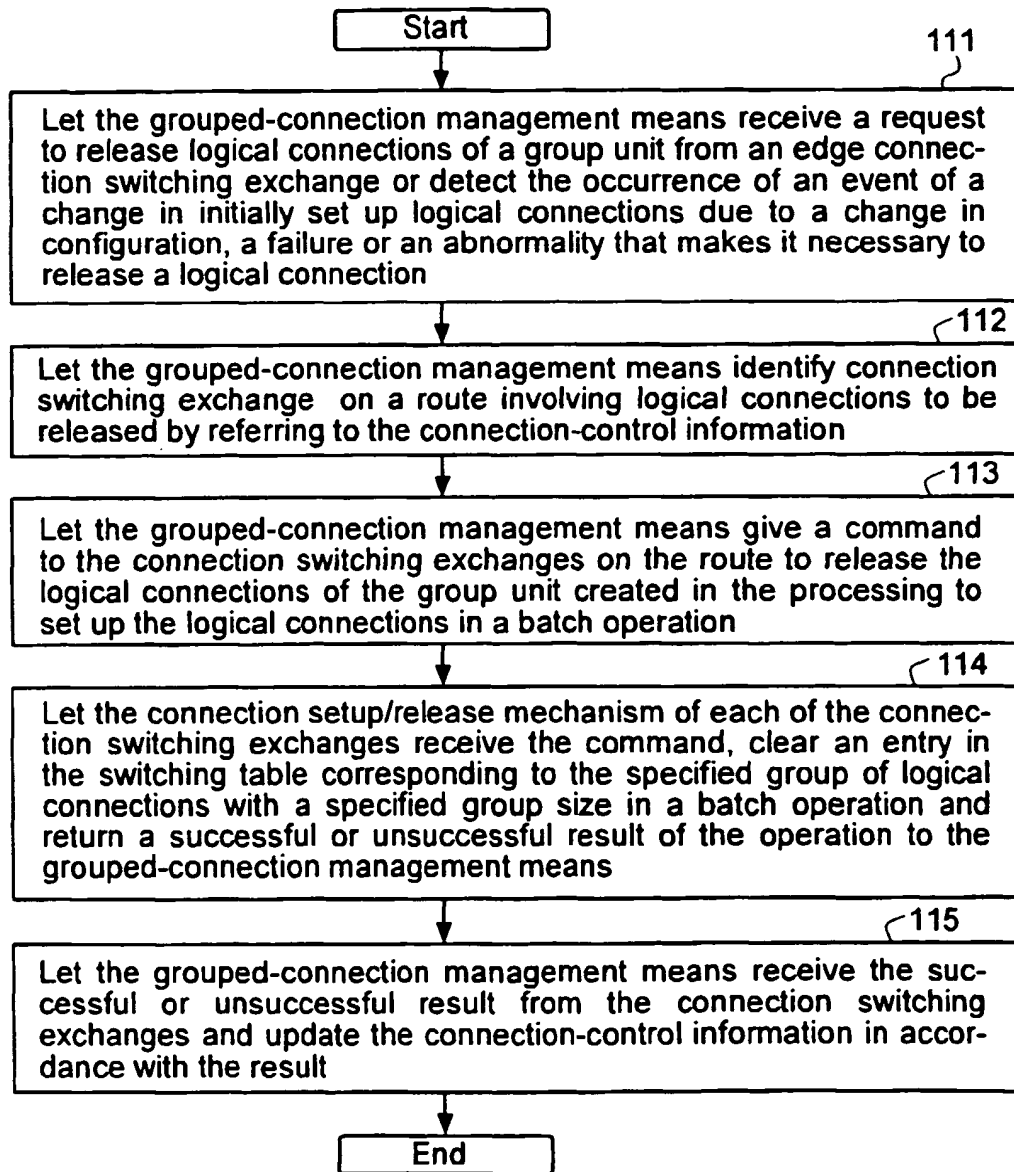 Start
111
Let the grouped-connection management means receive a request
to release logical connections of a group unit from an edge connec-
tion switching exchange or detect the occurrence of an event of a
change in initially set up logical connections due to a change in
configuration, a failure or an abnormality that makes it necessary to
release a logical connection
112
Let the grouped-connection management means identify connection
switching exchange on a route involving logical connections to be
released by referring to the connection-control information
113
Let the grouped-connection management means give a command
to the connection switching exchanges on the route to release the
logical connections of the group unit created in the processing to
set up the logical connections in a batch operation
114
Let the connection setup/release mechanism of each of the connec-
tion switching exchanges receive the command, clear an entry in
the switching table corresponding to the specified group of logical
connections with a specified group size in a batch operation and
return a successful or unsuccessful result of the operation to the
grouped-connection management means
115
Let the grouped-connection management means receive the suc-
cessful or unsuccessful result from the connection switching
exchanges and update the connection-control information in accor-
dance with the result
End